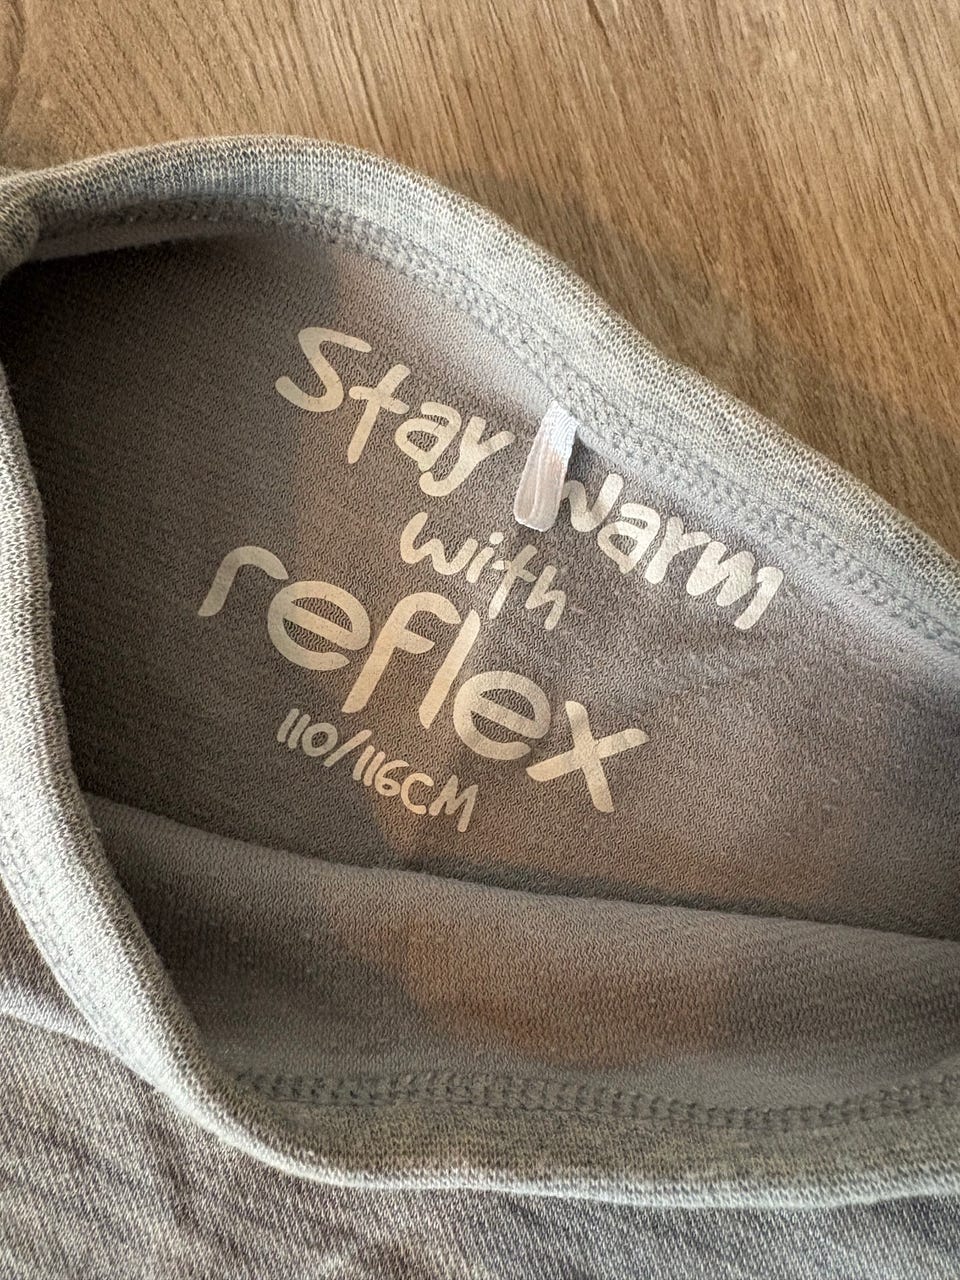 Stay Warm
with
reflex
110/116CM